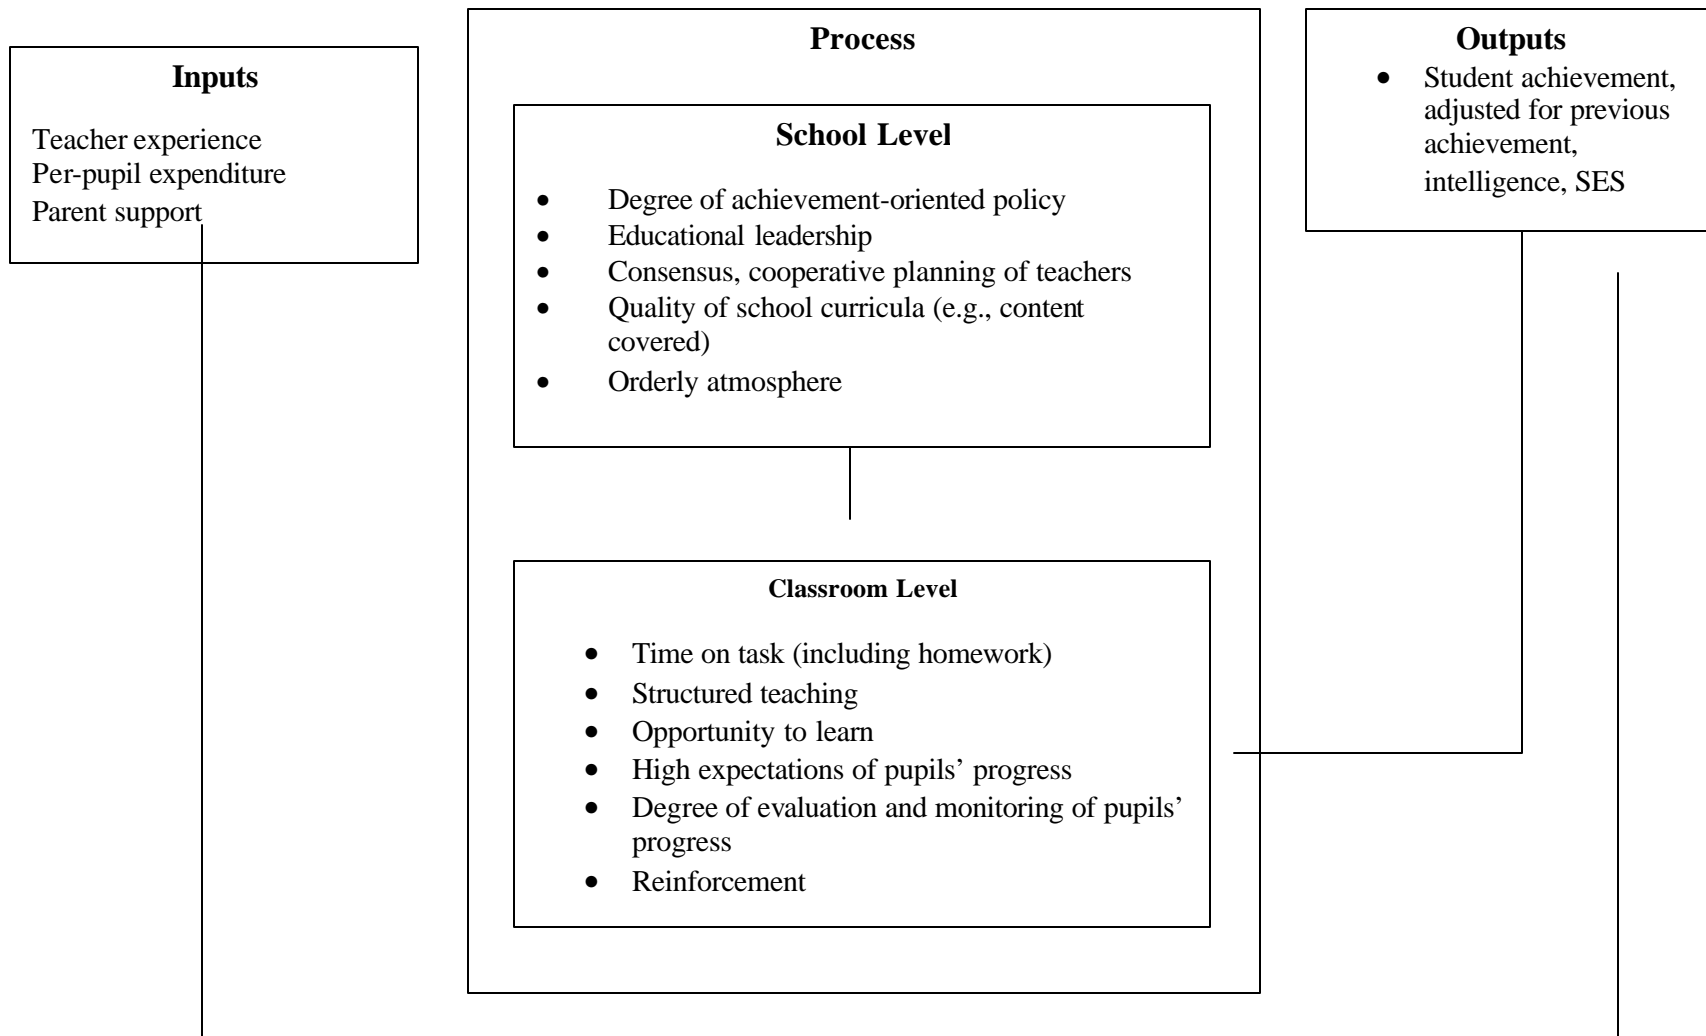 Inputs
Teacher experience
Per-pupil expenditure
Parent support
Process
School Level
• Degree of achievement-oriented policy
• Educational leadership
• Consensus, cooperative planning of teachers
• Quality of school curricula (e.g., content
covered)
• Orderly atmosphere
Classroom Level
• Time on task (including homework)
• Structured teaching
• Opportunity to learn
• High expectations of pupils’ progress
• Degree of evaluation and monitoring of pupils’
progress
• Reinforcement
Outputs
• Student achievement,
adjusted for previous
achievement,
intelligence, SES